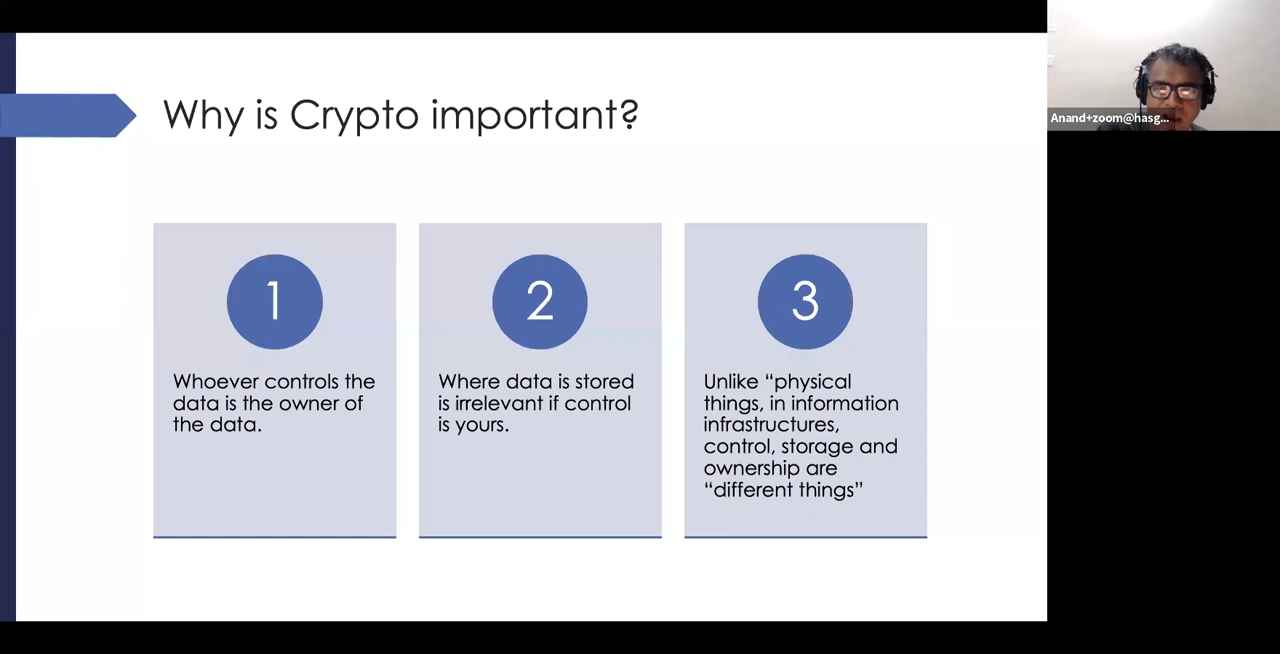 Why is Crypto important?
1
Whoever controls the
data is the owner of
the data.
2
Where data is stored
is irrelevant if control
is yours.
3
Unlike “physical
things, in information
infrastructures,
control, storage and
ownership are
“different things”
Anand+zoom@hasg...